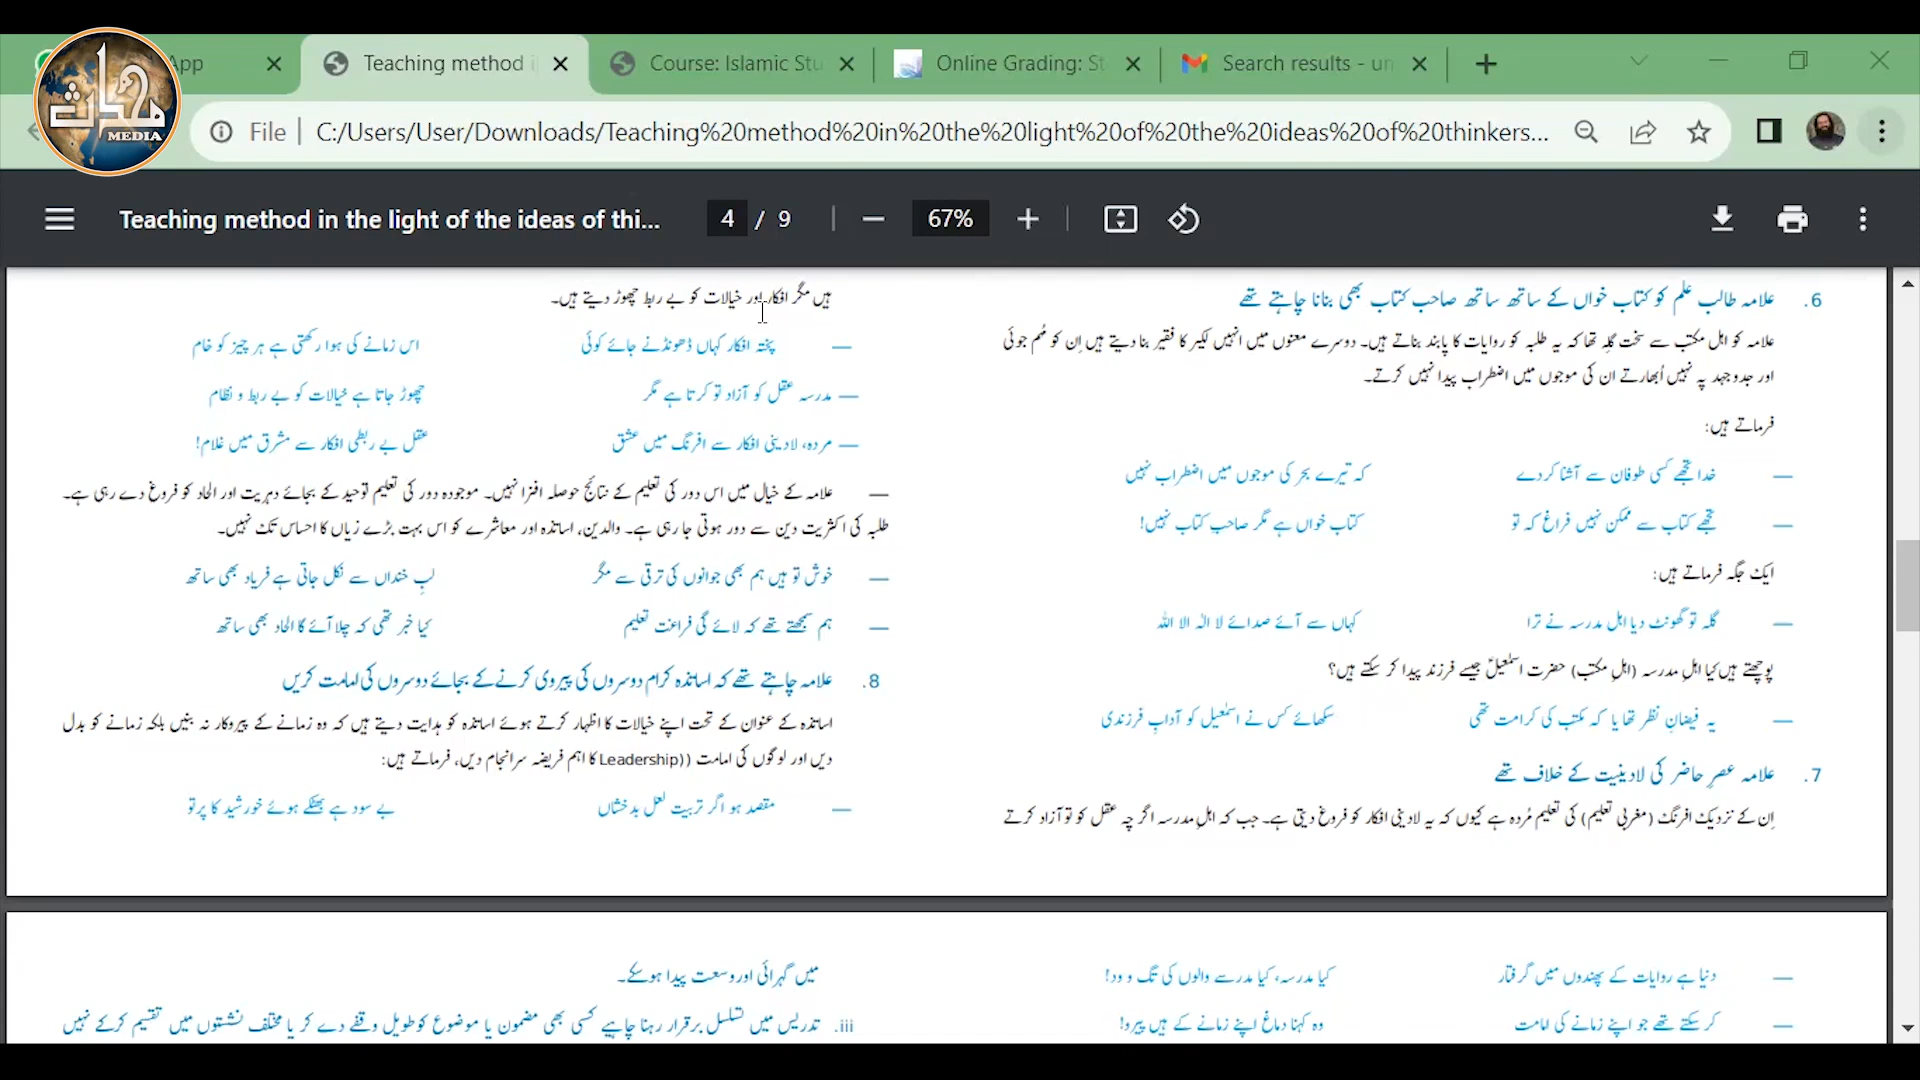 App
Teaching method i
Course: Islamic Stu
Online Grading: St
Search results - un
محدث
MEDIA
File
C:/Users/User/Downloads/Teaching%20method%20in%20the%20light%20of%20the%20ideas%20of%20thinkers...
Teaching method in the light of the ideas of thi...
4 / 9
67%
6. علامہ طالب علم کو کتاب خواں کے ساتھ ساتھ صاحب کتاب بھی بنانا چاہتے تھے
علامہ کو اہل مکتب سے سخت گلِہ تھا کہ یہ طلبہ کو روایات کا پابند بناتے ہیں۔ دوسرے معنوں میں انہیں لکیر کا فقیر بنا دیتے ہیں اِن کو مُہم جوئی
اور جدوجہد پہ نہیں اُبھارتے ان کی موجوں میں اضطراب پیدا نہیں کرتے۔
فرماتے ہیں:
— خدا تجھے کسی طوفان سے آشنا کردے کہ تیرے بحر کی موجوں میں اضطراب نہیں
— تجھے کتاب سے ممکن نہیں فراغ کہ تو کتاب خواں ہے مگر صاحبِ کتاب نہیں!
ایک جگہ فرماتے ہیں:
— گلہ تو گھونٹ دیا اہل مدرسہ نے ترا کہاں سے آئے صدائے لا الٰہ الا اللہ
پوچھتے ہیں کیا اہلِ مدرسہ (اہلِ مکتب) حضرت اسمٰعیلؑ جیسے فرزند پیدا کر سکتے ہیں؟
— یہ فیضانِ نظر تھا یا کہ مکتب کی کرامت تھی سکھائے کس نے اسمٰعیل کو آدابِ فرزندی
7. علامہ عصرِ حاضر کی لادینیت کے خلاف تھے
اِن کے نزدیک افرنگ (مغربی تعلیم) کی تعلیم مُردہ ہے کیوں کہ یہ لادینی افکار کو فروغ دیتی ہے۔ جب کہ اہلِ مدرسہ اگر چہ عقل کو تو آزاد کرتے
ہیں مگر افکار اور خیالات کو بے ربط چھوڑ دیتے ہیں۔
— پختہ افکار کہاں ڈھونڈنے جائے کوئی اس زمانے کی ہوا رکھتی ہے ہر چیز کو خام
— مدرسہ عقل کو آزاد تو کرتا ہے مگر چھوڑ جاتا ہے خیالات کو بے ربط و نظام
— مردہ، لادینی افکار سے افرنگ میں عشق عقل بے ربطی افکار سے مشرق میں غلام!
— علامہ کے خیال میں اس دور کی تعلیم کے نتائج حوصلہ افزا نہیں۔ موجودہ دور کی تعلیم توحید کے بجائے دہریت اور الحاد کو فروغ دے رہی ہے۔
طلبہ کی اکثریت دین سے دور ہوتی جا رہی ہے۔ والدین، اساتذہ اور معاشرے کو اس بہت بڑے زیاں کا احساس تک نہیں۔
— خوش تو ہیں ہم بھی جوانوں کی ترقی سے مگر لبِ خنداں سے نکل جاتی ہے فریاد بھی ساتھ
— ہم سمجھتے تھے کہ لائے گی فراغت تعلیم کیا خبر تھی کہ چلا آئے گا الحاد بھی ساتھ
8. علامہ چاہتے تھے کہ اساتذہ کرام دوسروں کی پیروی کرنے کے بجائے دوسروں کی امامت کریں
اساتذہ کے عنوان کے تحت اپنے خیالات کا اظہار کرتے ہوئے اساتذہ کو ہدایت دیتے ہیں کہ وہ زمانے کے پیروکار نہ بنیں بلکہ زمانے کو بدل
دیں اور لوگوں کی امامت ((Leadership کا اہم فریضہ سرانجام دیں، فرماتے ہیں:
— مقصد ہو اگر تربیت لعل بدخشاں بے سود ہے بھٹکے ہوئے خورشید کا پرتو
— دنیا ہے روایات کے پھندوں میں گرفتار کیا مدرسہ، کیا مدرسے والوں کی تگ و ود!
— کر سکتے تھے جو اپنے زمانے کی امامت وہ کہنا دماغ اپنے زمانے کے ہیں پیرو!
میں گہرائی اور وسعت پیدا ہوسکے۔
iii. تدریس میں تسلسل برقرار رہنا چاہیے کسی بھی مضمون یا موضوع کو طویل وقفے دے کر یا مختلف نشستوں میں تقسیم کرکے نہیں